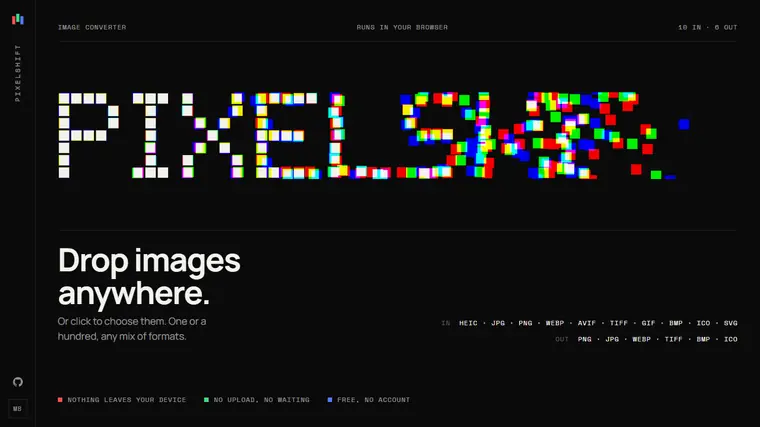 IMAGE CONVERTER
RUNS IN YOUR BROWSER
10 IN · 6 OUT
PIXELSHIFT
Drop images
anywhere.
Or click to choose them. One or a
hundred, any mix of formats.
IN HEIC · JPG · PNG · WEBP · AVIF · TIFF · GIF · BMP · ICO · SVG
OUT PNG · JPG · WEBP · TIFF · BMP · ICO
NOTHING LEAVES YOUR DEVICE
NO UPLOAD, NO WAITING
FREE, NO ACCOUNT